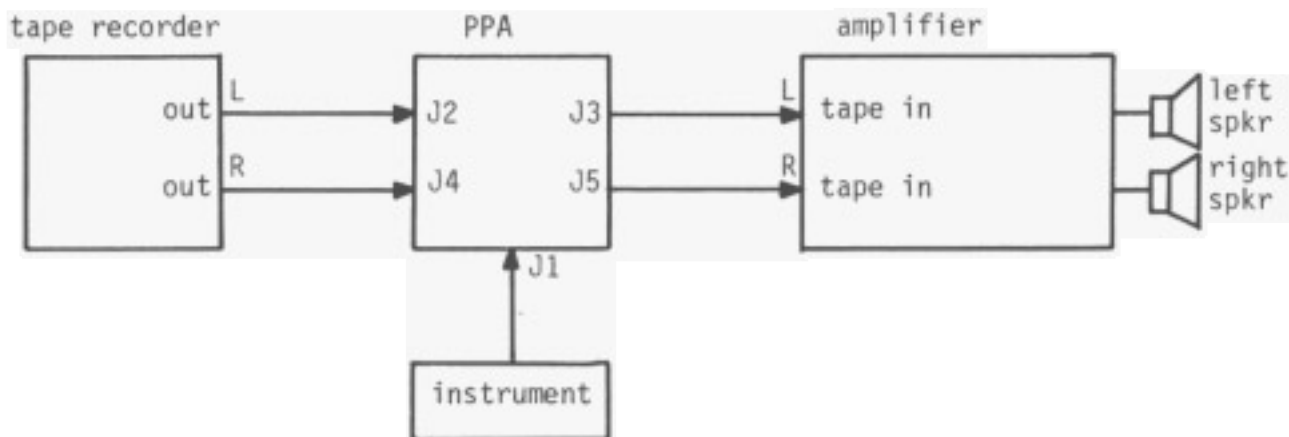 tape recorder
PPA
amplifier
out
L
J2
J3
L
tape in
left
spkr
out
R
J4
J5
R
tape in
right
spkr
J1
instrument